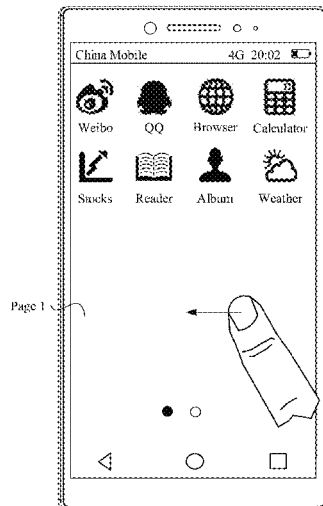 China Mobile 4G 20:02
Weibo QQ Browser Calculator
Stocks Reader Album Weather
Page 1